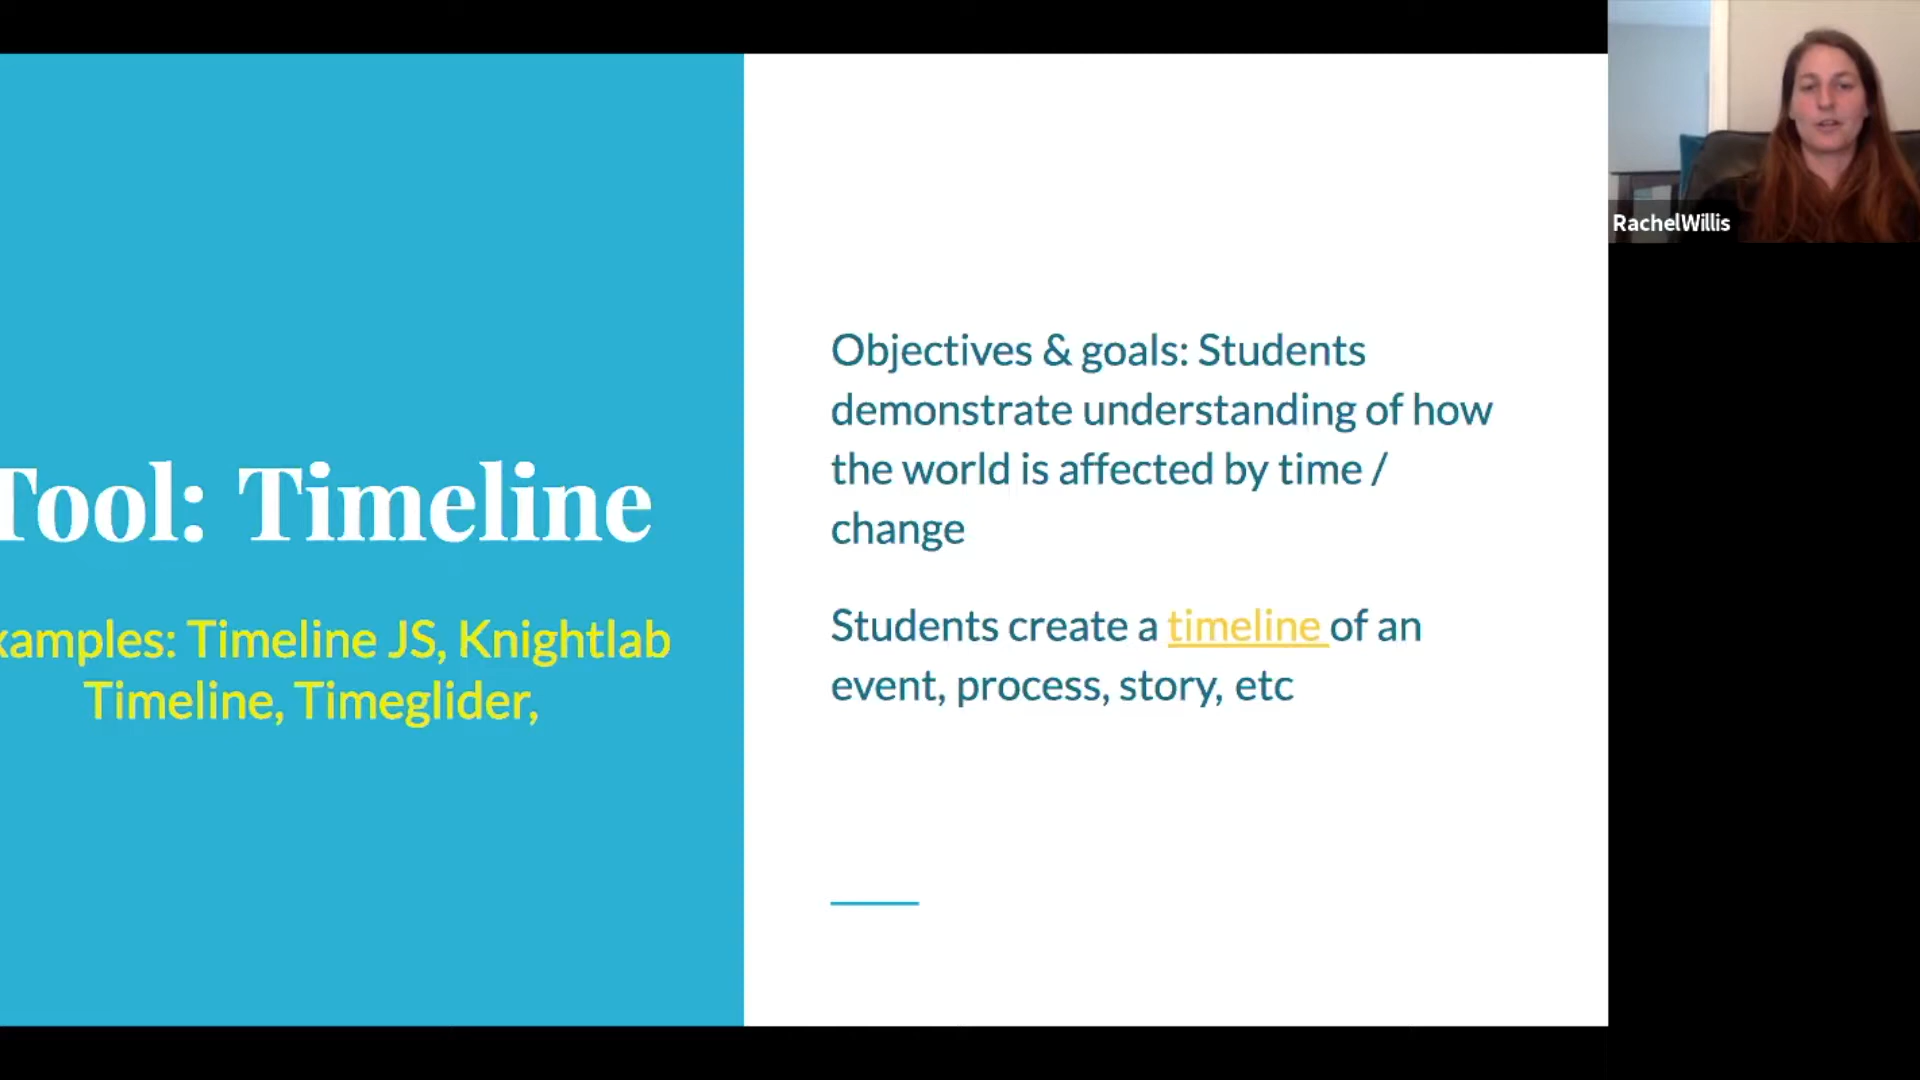 Tool: Timeline
xamples: Timeline JS, Knightlab
Timeline, Timeglider,
Objectives & goals: Students
demonstrate understanding of how
the world is affected by time /
change
Students create a timeline of an
event, process, story, etc
RachelWillis